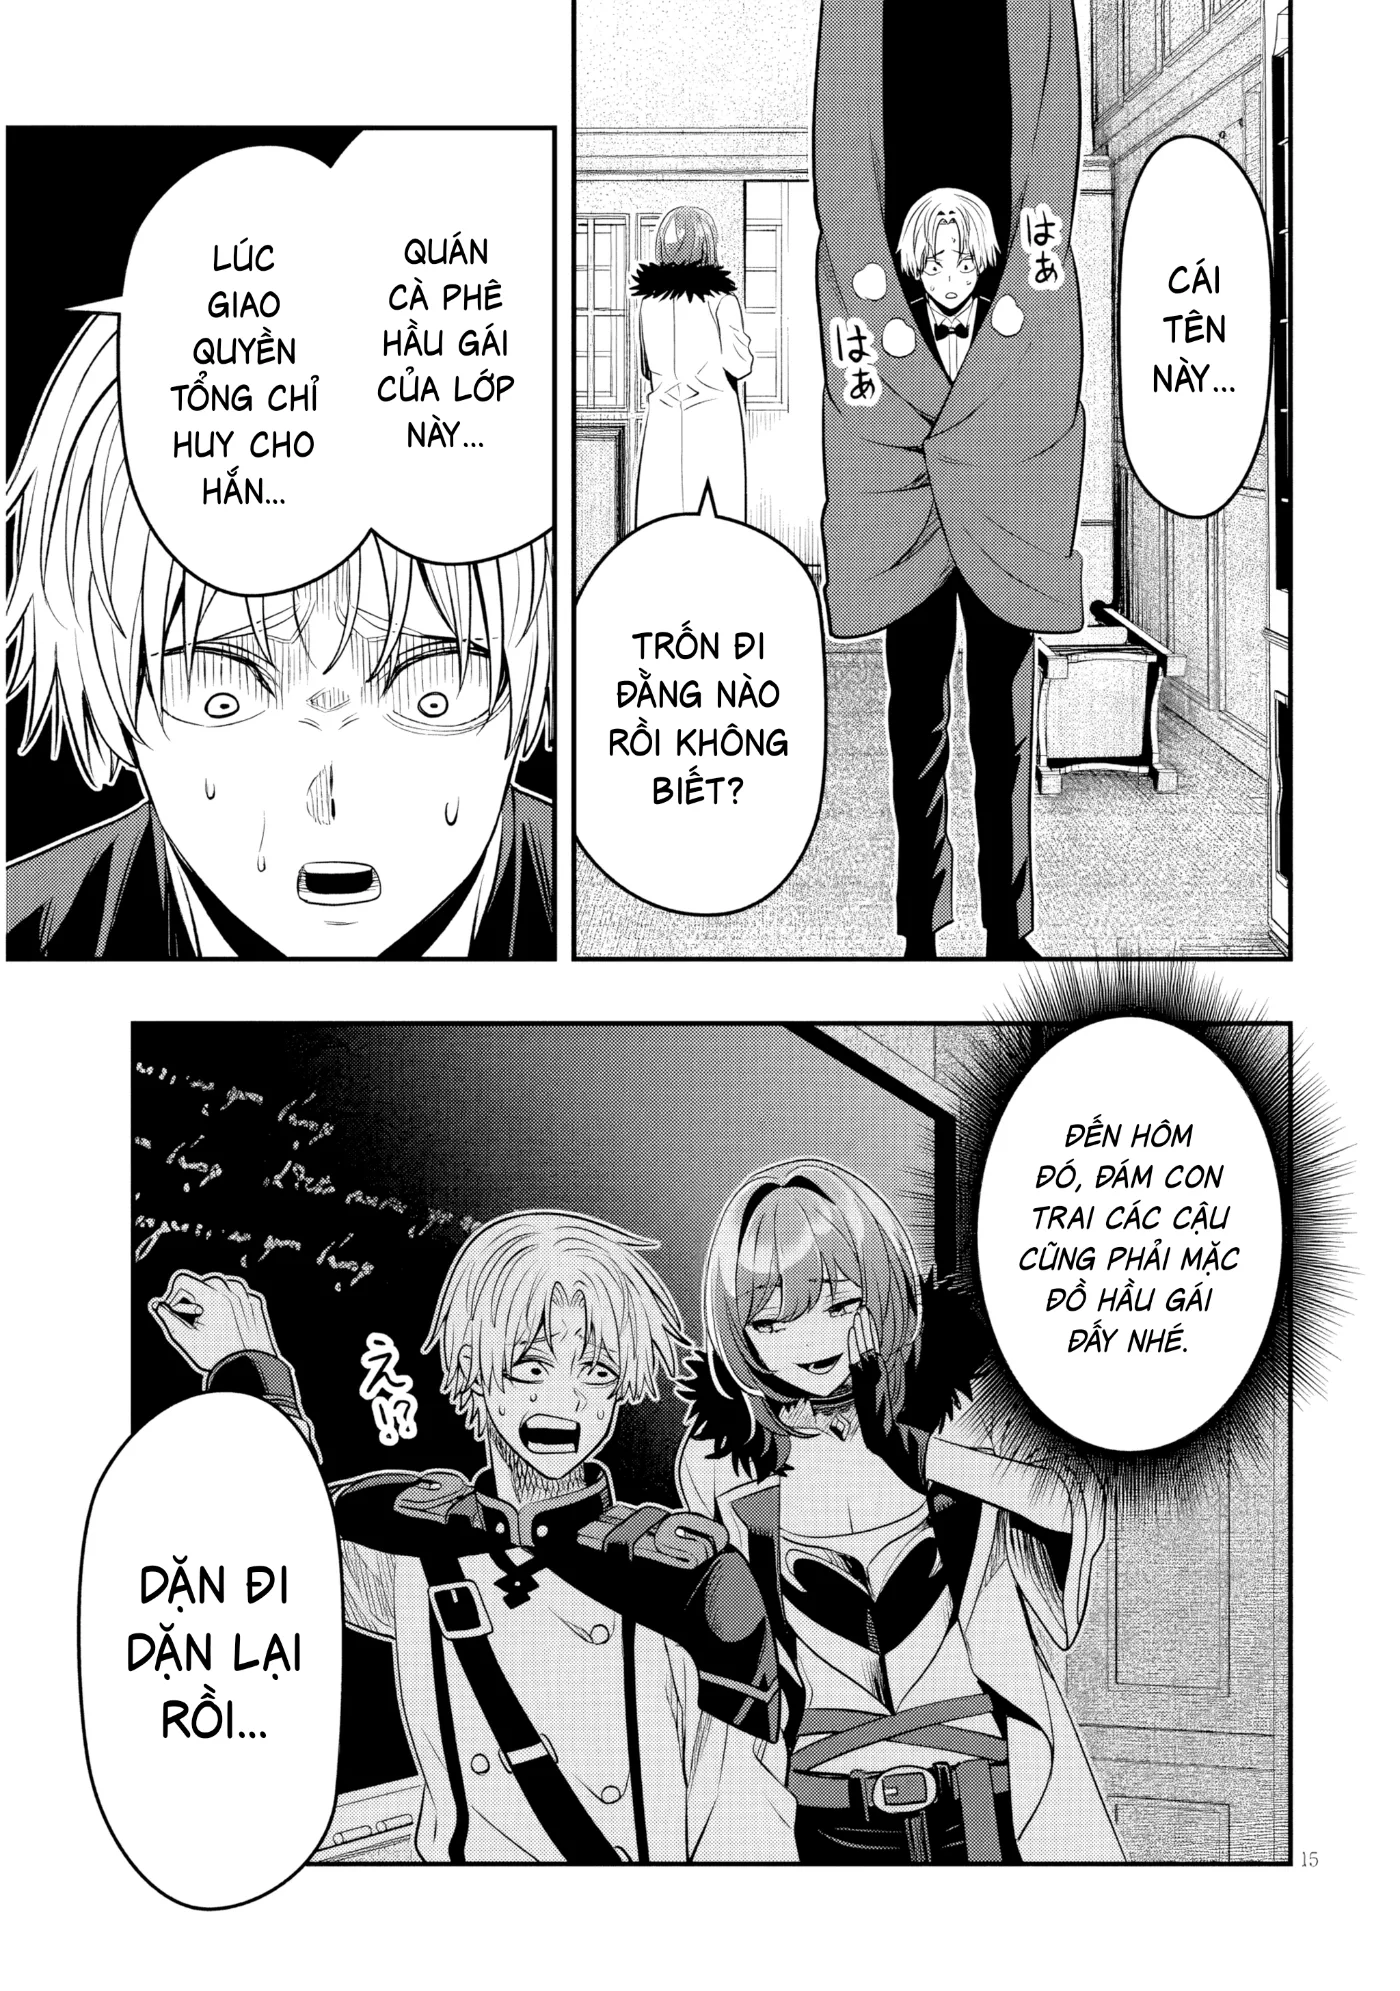 CÁI
TÊN
NÀY...
はぁ
はぁ
TRỐN ĐI
ĐẰNG NÀO
RỒI KHÔNG
BIẾT?
QUÁN
CÀ PHÊ
HẦU GÁI
CỦA LỚP
NÀY...
LÚC
GIAO
QUYỀN
TỔNG CHỈ
HUY CHO
HẮN...
ĐẾN HÔM
ĐÓ, ĐÁM CON
TRAI CÁC CẬU
CŨNG PHẢI MẶC
ĐỒ HẦU GÁI
ĐẤY NHÉ.
え!?
DẶN ĐI
DẶN LẠI
RỒI...
15